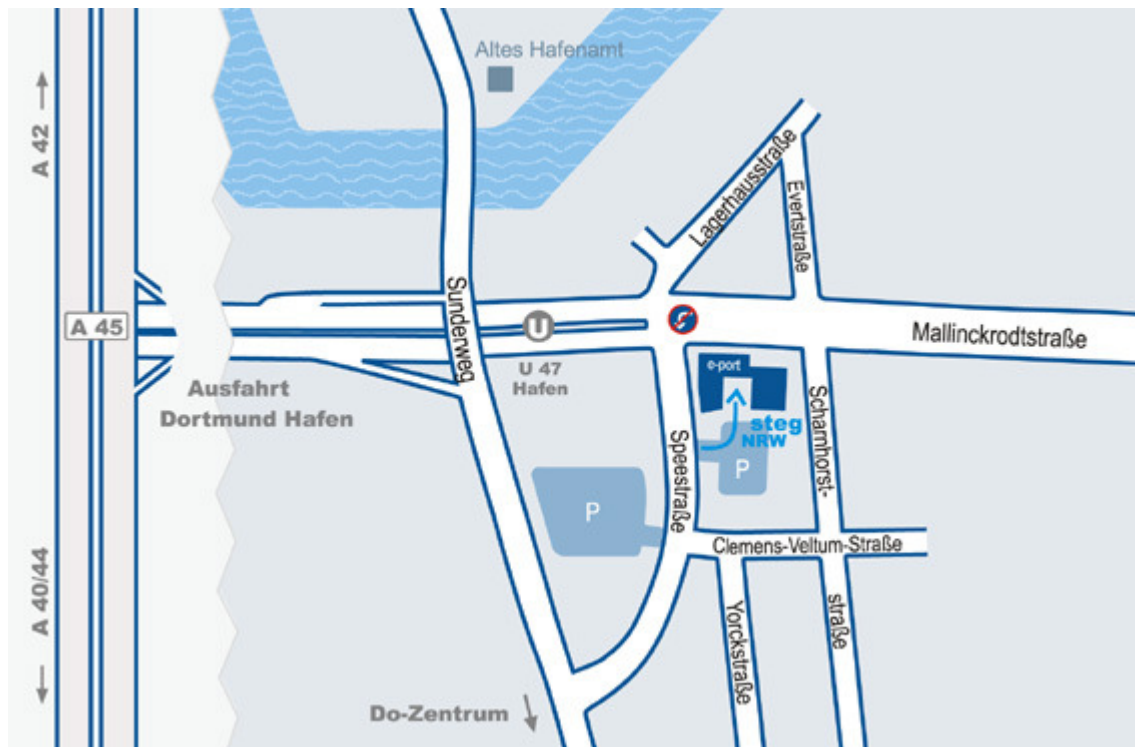 Altes Hafenamt
A 42
Lagerhausstraße
Evertstraße
Sunderweg
A 45
U
Mallinckrodtstraße
U 47
Hafen
e-port
Ausfahrt
Dortmund Hafen
steg
NRW
Scharnhorst-
Speestraße
P
P
Clemens-Veltum-Straße
A 40/44
Yorckstraße
straße
Do-Zentrum